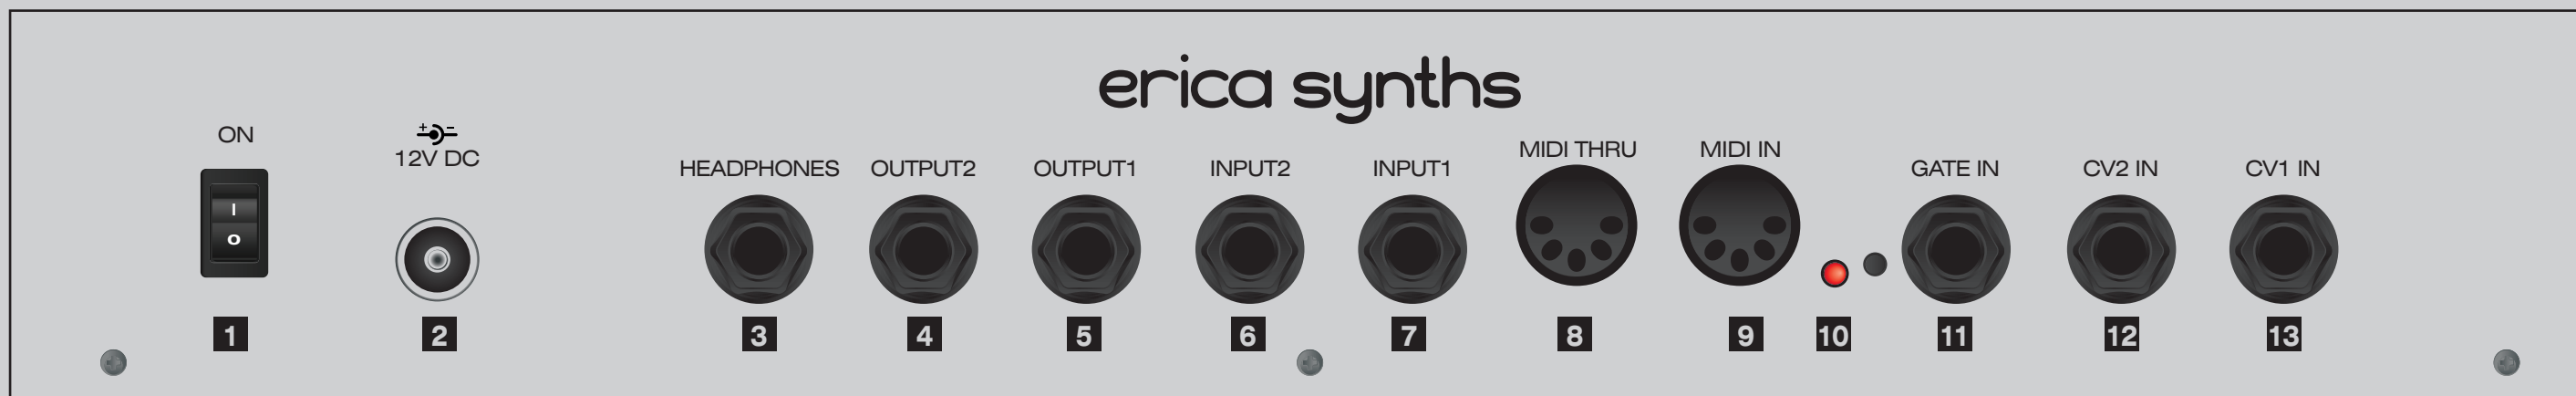 erica synths
ON
+ -
12V DC
HEADPHONES OUTPUT2 OUTPUT1 INPUT2 INPUT1 MIDI THRU MIDI IN GATE IN CV2 IN CV1 IN
I
O
1 2 3 4 5 6 7 8 9 10 11 12 13